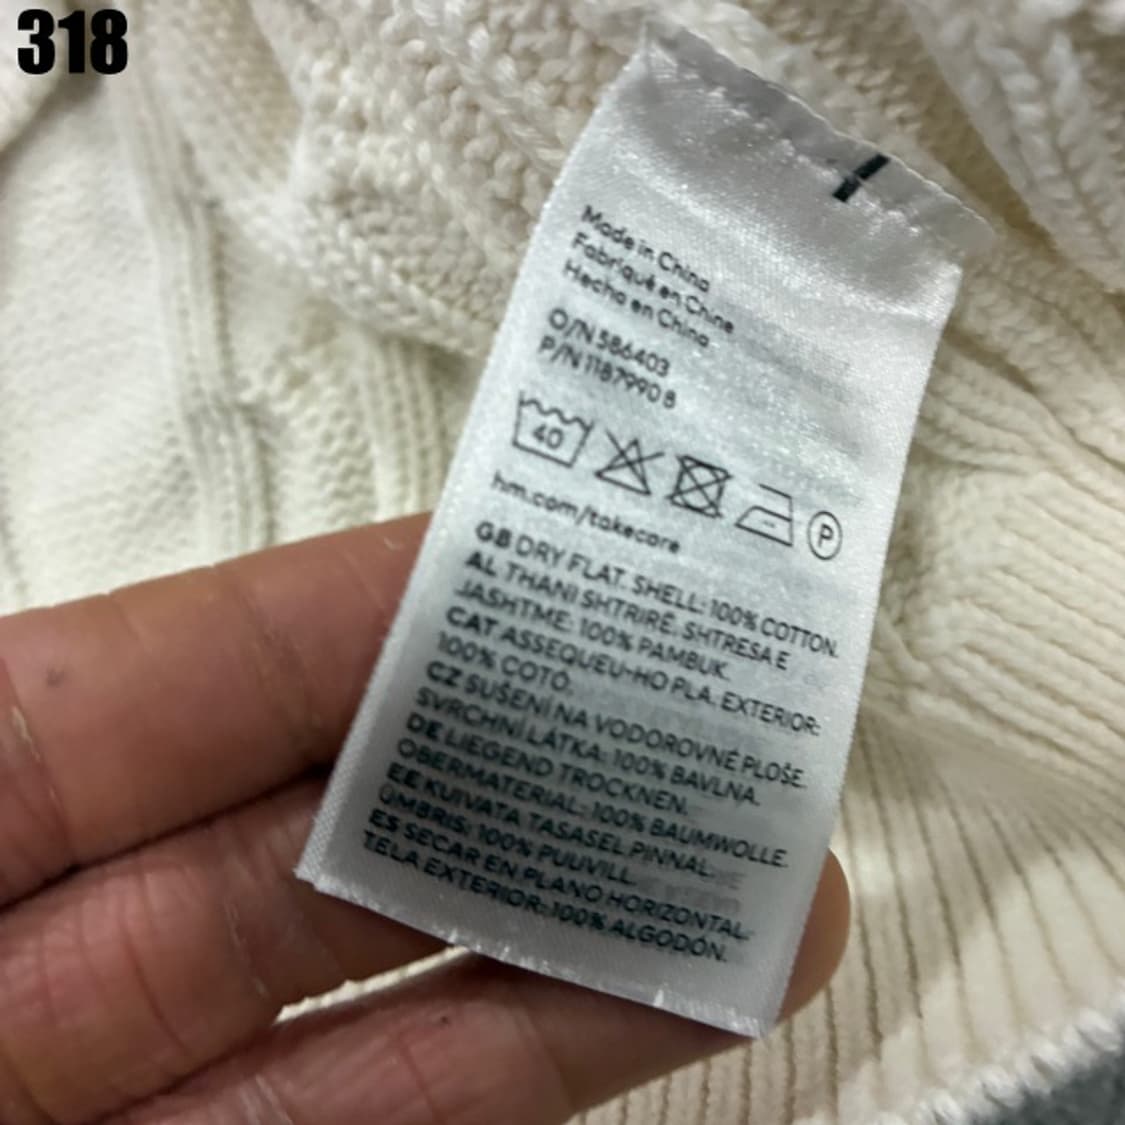 318
Made in China
Fabriqué en Chine
Hecho en China
O/N 586403
P/N 1187990 8
40
P
hm.com/takecare
GB DRY FLAT. SHELL: 100% COTTON.
AL THANI SHTRIRË. SHTRESA E
JASHTME: 100% PAMBUK.
CAT ASSEQUEU-HO PLA. EXTERIOR:
100% COTÓ.
CZ SUŠENÍ NA VODOROVNÉ PLOŠE.
SVRCHNÍ LÁTKA: 100% BAVLNA.
DE LIEGEND TROCKNEN.
OBERMATERIAL: 100% BAUMWOLLE.
EE KUIVATA TASASEL PINNAL.
ÜMBRIS: 100% PUUVILL.
ES SECAR EN PLANO HORIZONTAL.
TELA EXTERIOR: 100% ALGODÓN.